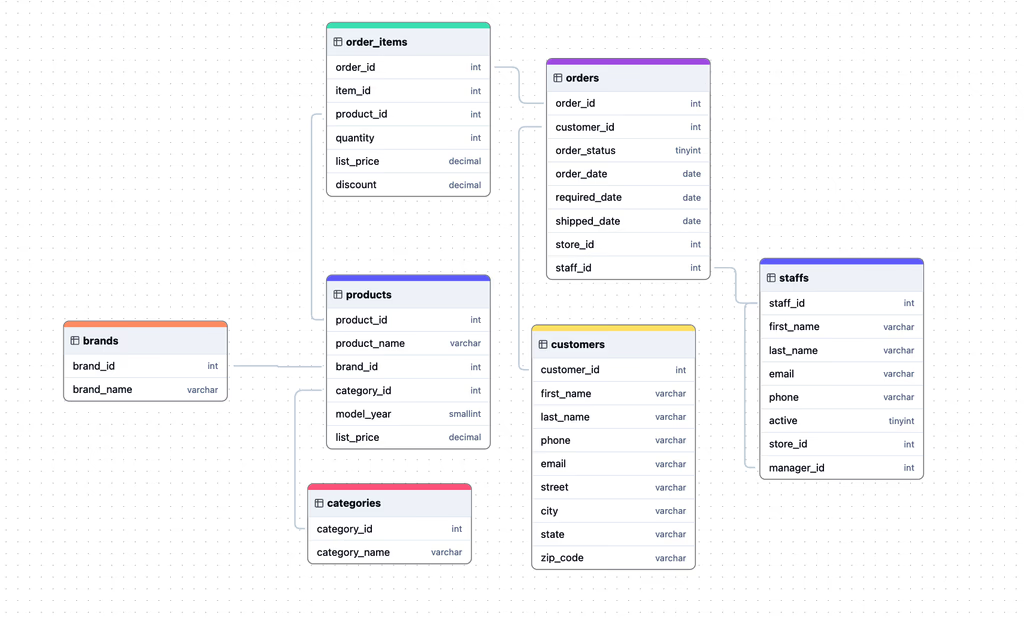 order_items
order_id int
item_id int
product_id int
quantity int
list_price decimal
discount decimal
orders
order_id int
customer_id int
order_status tinyint
order_date date
required_date date
shipped_date date
store_id int
staff_id int
staffs
staff_id int
first_name varchar
last_name varchar
email varchar
phone varchar
active tinyint
store_id int
manager_id int
products
product_id int
product_name varchar
brand_id int
category_id int
model_year smallint
list_price decimal
brands
brand_id int
brand_name varchar
customers
customer_id int
first_name varchar
last_name varchar
phone varchar
email varchar
street varchar
city varchar
state varchar
zip_code varchar
categories
category_id int
category_name varchar